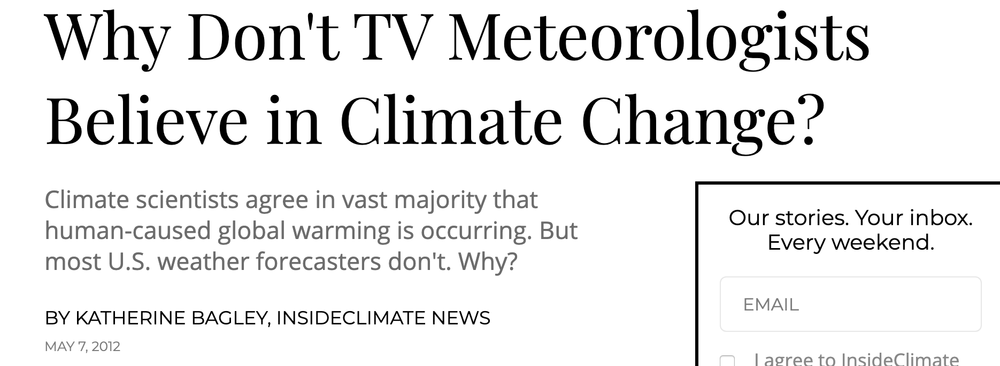 Why Don't TV Meteorologists
Believe in Climate Change?
Climate scientists agree in vast majority that
human-caused global warming is occurring. But
most U.S. weather forecasters don't. Why?
BY KATHERINE BAGLEY, INSIDECLIMATE NEWS
MAY 7, 2012
Our stories. Your inbox.
Every weekend.
EMAIL
I agree to InsideClimate